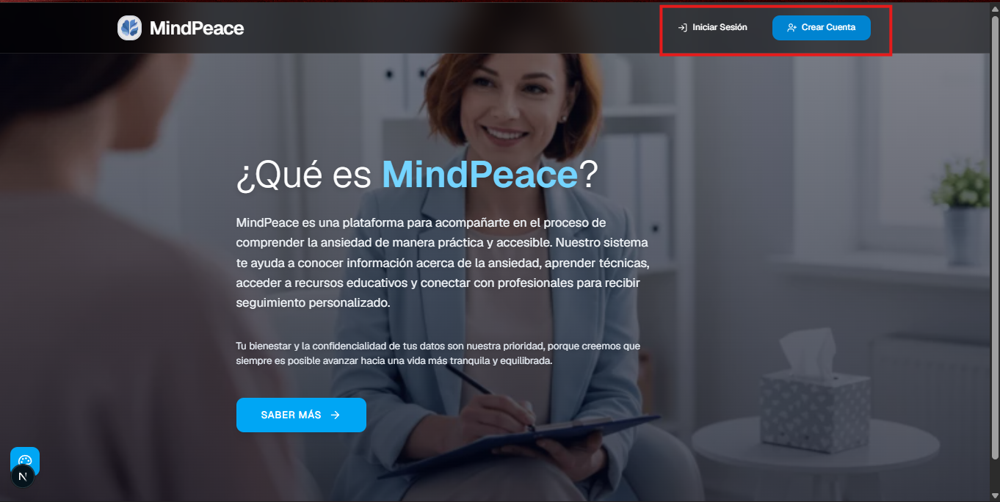 MindPeace
Iniciar Sesión
Crear Cuenta
¿Qué es MindPeace?
MindPeace es una plataforma para acompañarte en el proceso de
comprender la ansiedad de manera práctica y accesible. Nuestro sistema
te ayuda a conocer información acerca de la ansiedad, aprender técnicas,
acceder a recursos educativos y conectar con profesionales para recibir
seguimiento personalizado.
Tu bienestar y la confidencialidad de tus datos son nuestra prioridad, porque creemos que
siempre es posible avanzar hacia una vida más tranquila y equilibrada.
SABER MÁS
N